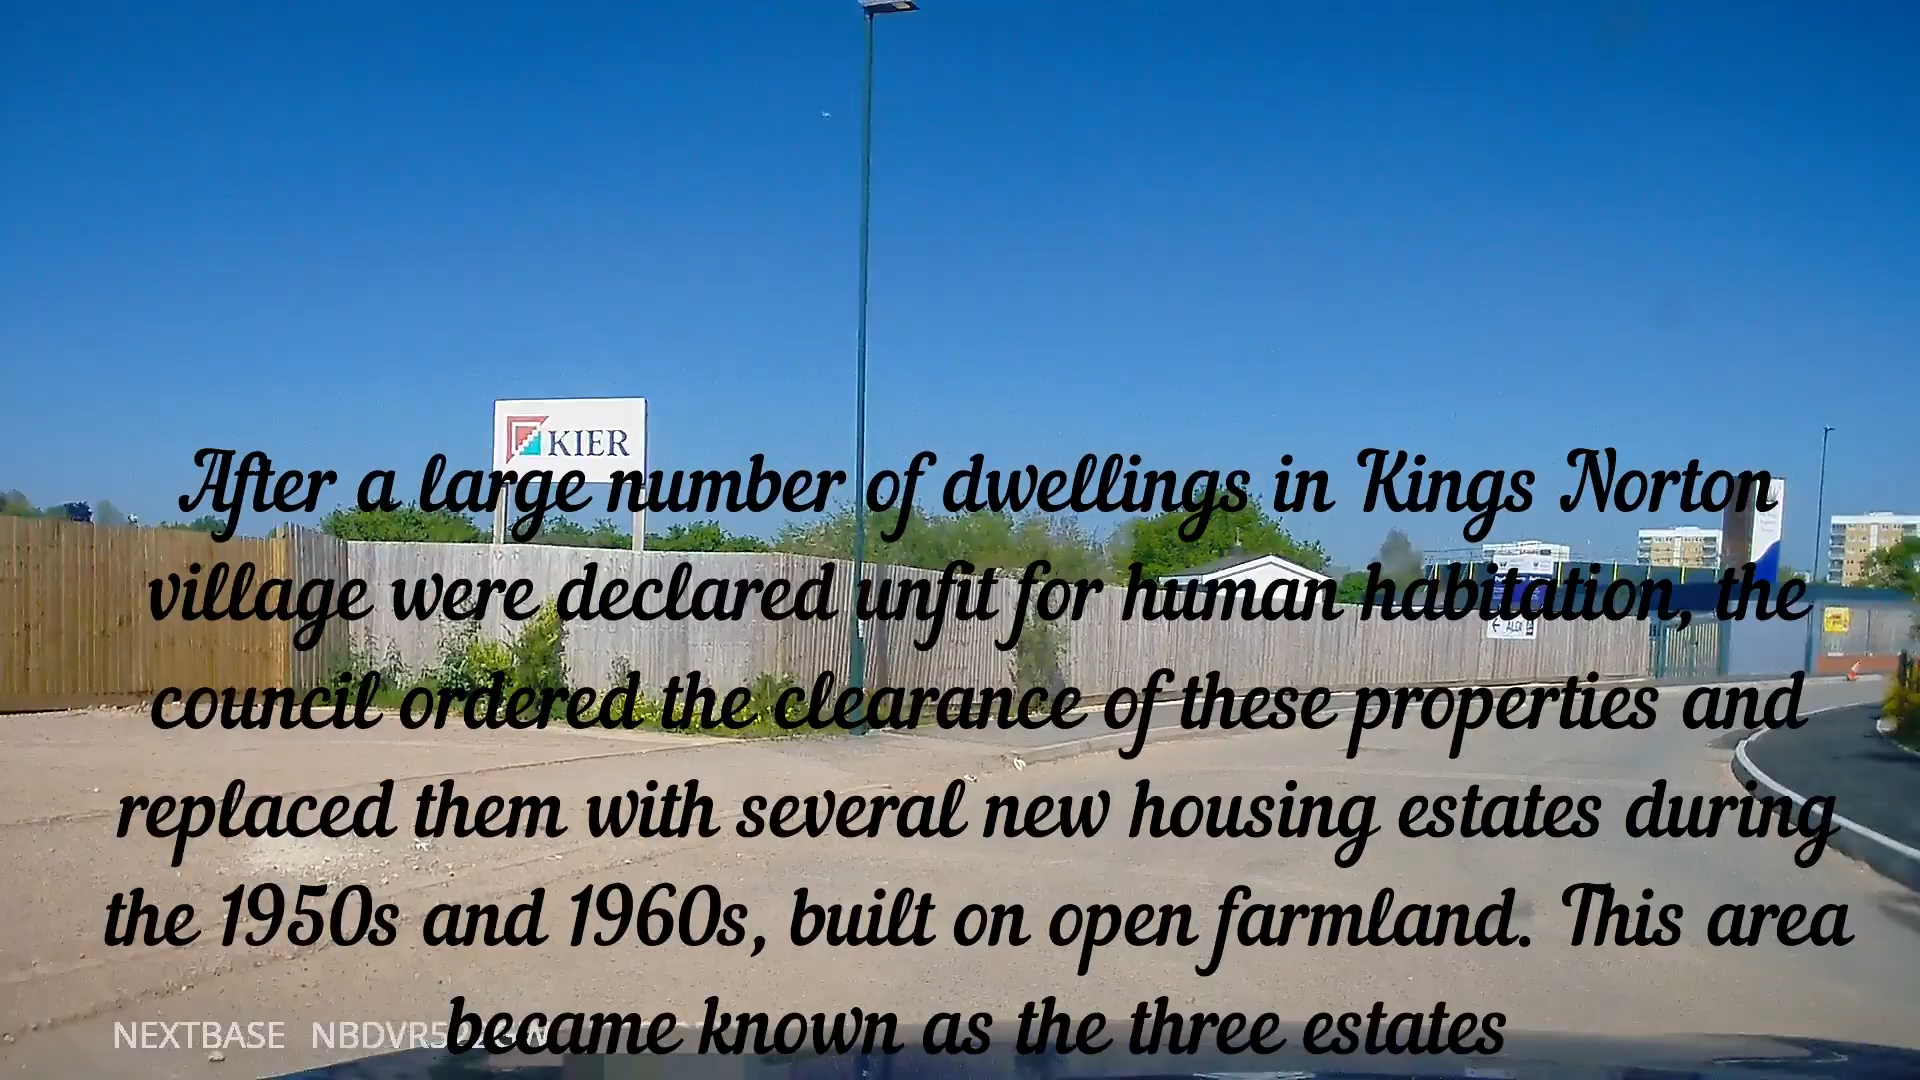 KIER
After a large number of dwellings in Kings Norton
village were declared unfit for human habitation, the
council ordered the clearance of these properties and
replaced them with several new housing estates during
the 1950s and 1960s, built on open farmland. This area
became known as the three estates
NEXTBASE